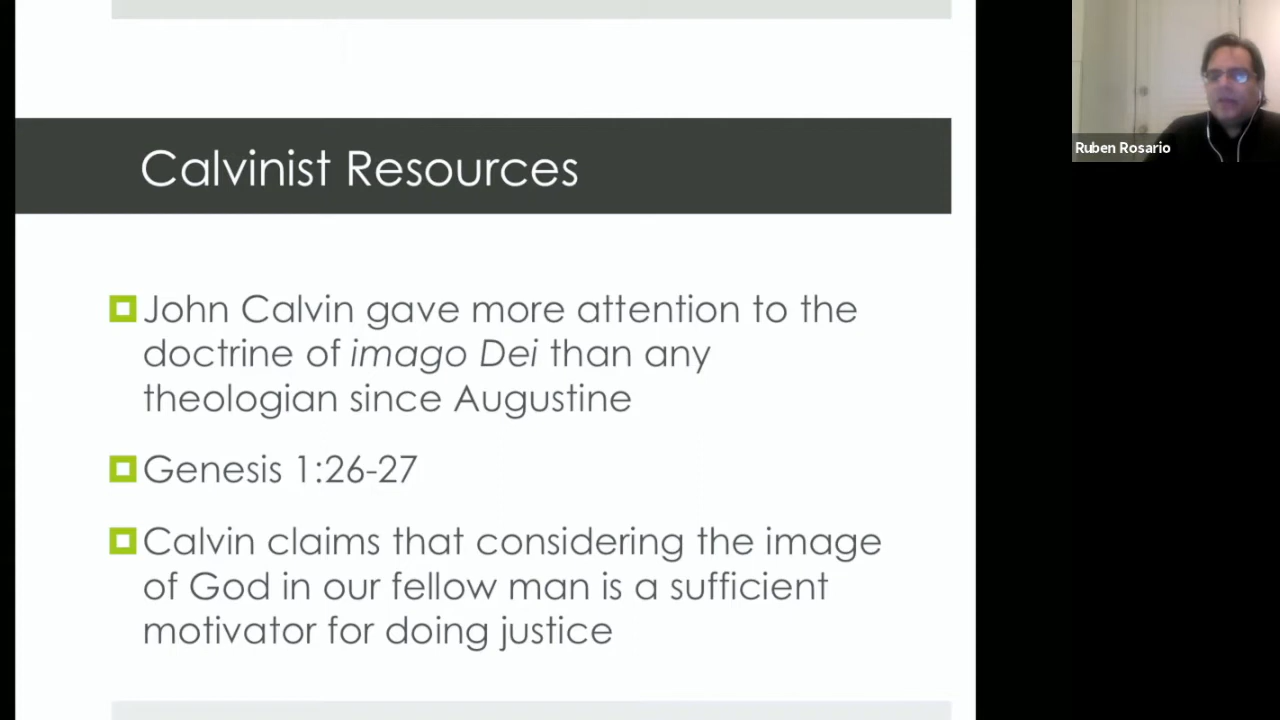 Calvinist Resources
John Calvin gave more attention to the
doctrine of imago Dei than any
theologian since Augustine
Genesis 1:26-27
Calvin claims that considering the image
of God in our fellow man is a sufficient
motivator for doing justice
Ruben Rosario